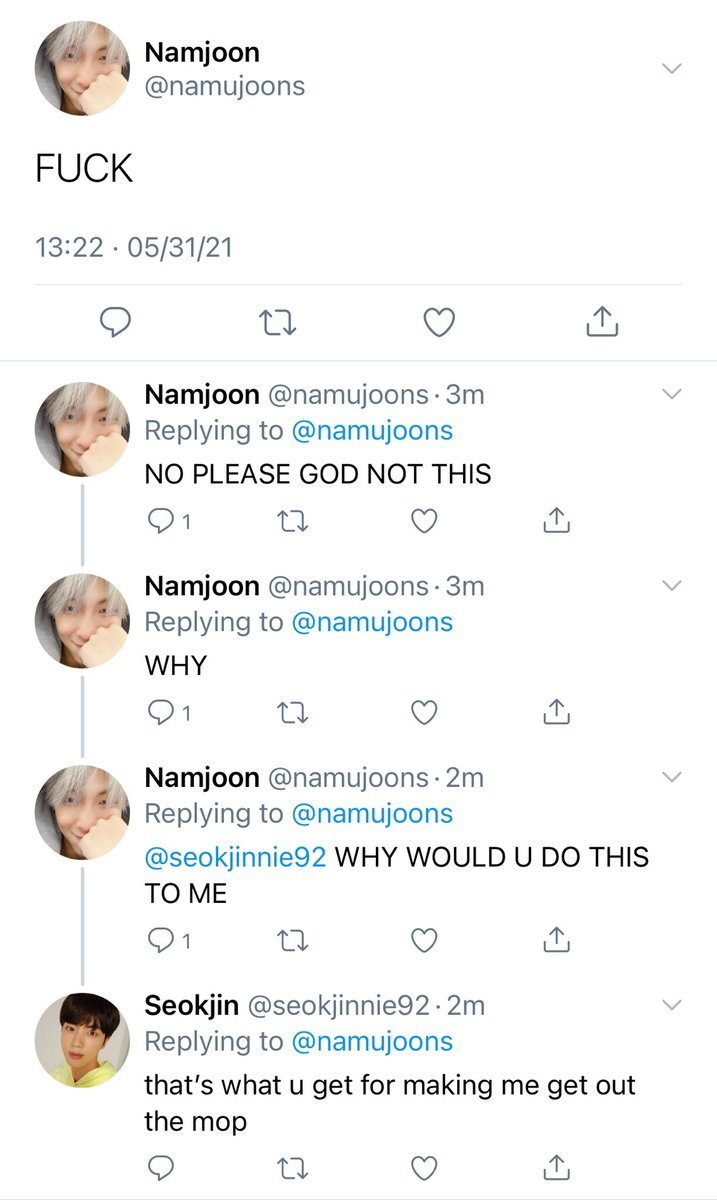 Namjoon
@namujoons
FUCK
13:22 · 05/31/21
Namjoon @namujoons · 3m
Replying to @namujoons
NO PLEASE GOD NOT THIS
1
Namjoon @namujoons · 3m
Replying to @namujoons
WHY
1
Namjoon @namujoons · 2m
Replying to @namujoons
@seokjinnie92 WHY WOULD U DO THIS
TO ME
1
Seokjin @seokjinnie92 · 2m
Replying to @namujoons
that’s what u get for making me get out
the mop